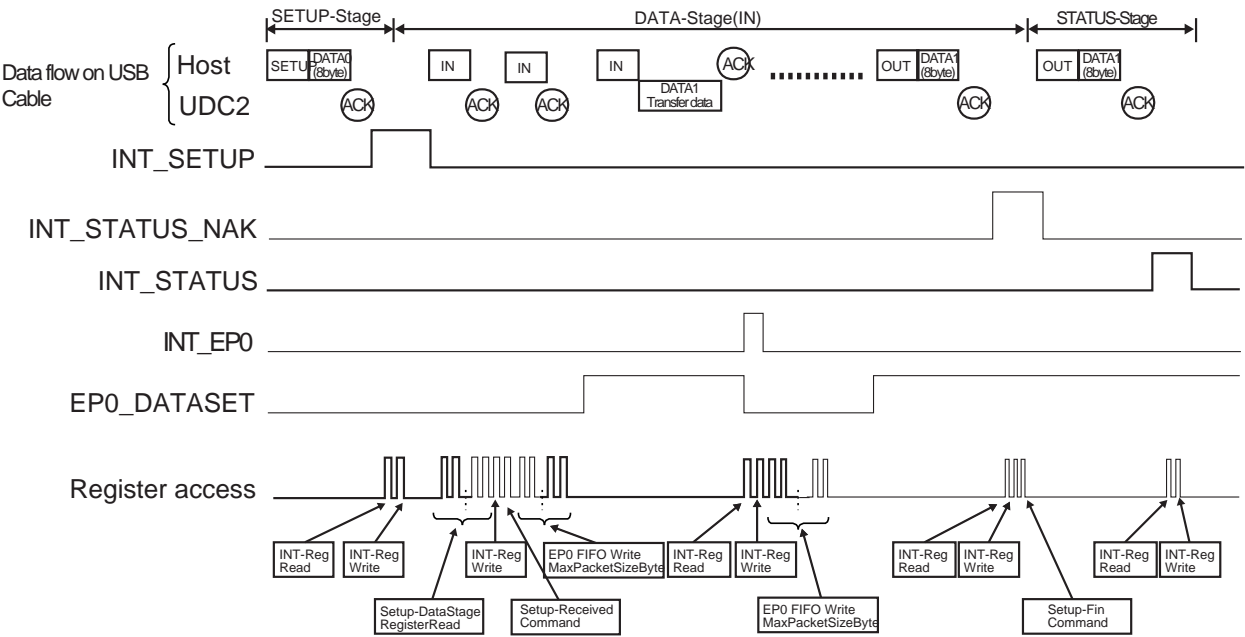 SETUP-Stage DATA-Stage(IN) STATUS-Stage
Data flow on USB
Cable
Host
UDC2
SETUP DATA0
(8byte)
IN IN IN ACK OUT DATA1
(8byte)
OUT DATA1
(8byte)
DATA1
Transfer data
ACK ACK ACK ACK ACK
INT_SETUP
INT_STATUS_NAK
INT_STATUS
INT_EP0
EP0_DATASET
Register access
INT-Reg
Read
INT-Reg
Write
INT-Reg
Write
EP0 FIFO Write
MaxPacketSizeByte
INT-Reg
Read
INT-Reg
Write
INT-Reg
Read
INT-Reg
Write
INT-Reg
Read
INT-Reg
Write
Setup-DataStage
RegisterRead
Setup-Received
Command
EP0 FIFO Write
MaxPacketSizeByte
Setup-Fin
Command